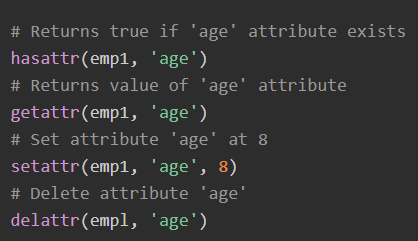 # Returns true if 'age' attribute exists
hasattr(emp1, 'age')
# Returns value of 'age' attribute
getattr(emp1, 'age')
# Set attribute 'age' at 8
setattr(emp1, 'age', 8)
# Delete attribute 'age'
delattr(empl, 'age')